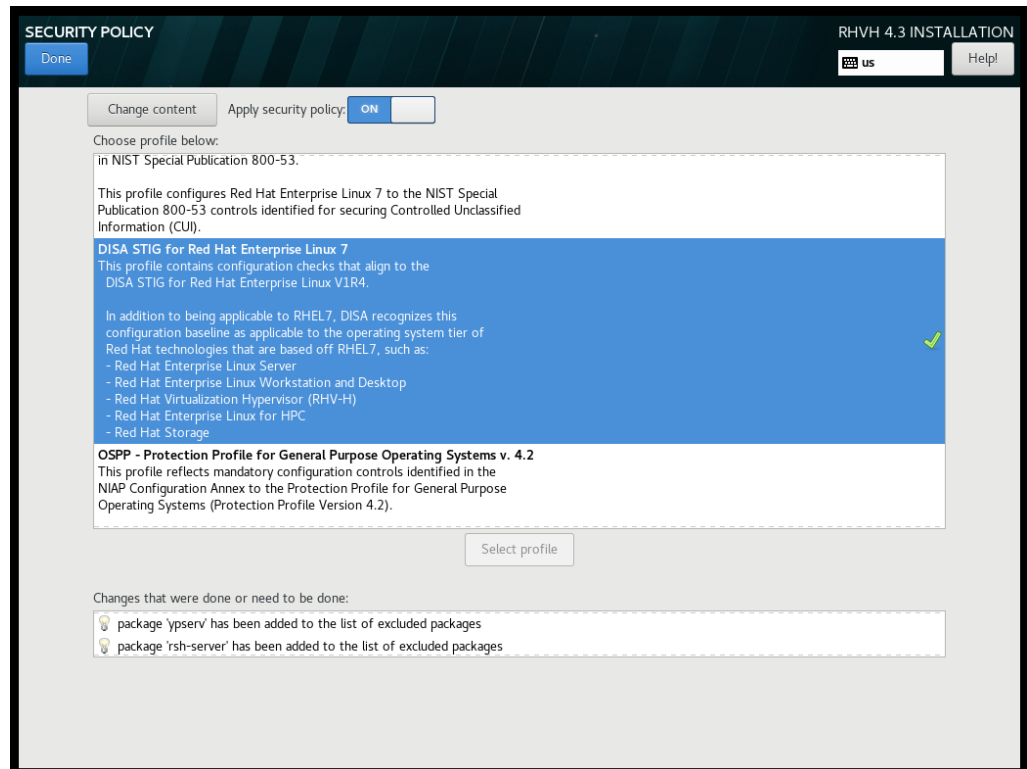 SECURITY POLICY
RHVH 4.3 INSTALLATION
Done
us
Help!
Change content
Apply security policy:
ON
Choose profile below:
in NIST Special Publication 800-53.
This profile configures Red Hat Enterprise Linux 7 to the NIST Special
Publication 800-53 controls identified for securing Controlled Unclassified
Information (CUI).
DISA STIG for Red Hat Enterprise Linux 7
This profile contains configuration checks that align to the
DISA STIG for Red Hat Enterprise Linux V1R4.
In addition to being applicable to RHEL7, DISA recognizes this
configuration baseline as applicable to the operating system tier of
Red Hat technologies that are based off RHEL7, such as:
- Red Hat Enterprise Linux Server
- Red Hat Enterprise Linux Workstation and Desktop
- Red Hat Virtualization Hypervisor (RHV-H)
- Red Hat Enterprise Linux for HPC
- Red Hat Storage
OSPP - Protection Profile for General Purpose Operating Systems v. 4.2
This profile reflects mandatory configuration controls identified in the
NIAP Configuration Annex to the Protection Profile for General Purpose
Operating Systems (Protection Profile Version 4.2).
Select profile
Changes that were done or need to be done:
package 'ypserv' has been added to the list of excluded packages
package 'rsh-server' has been added to the list of excluded packages